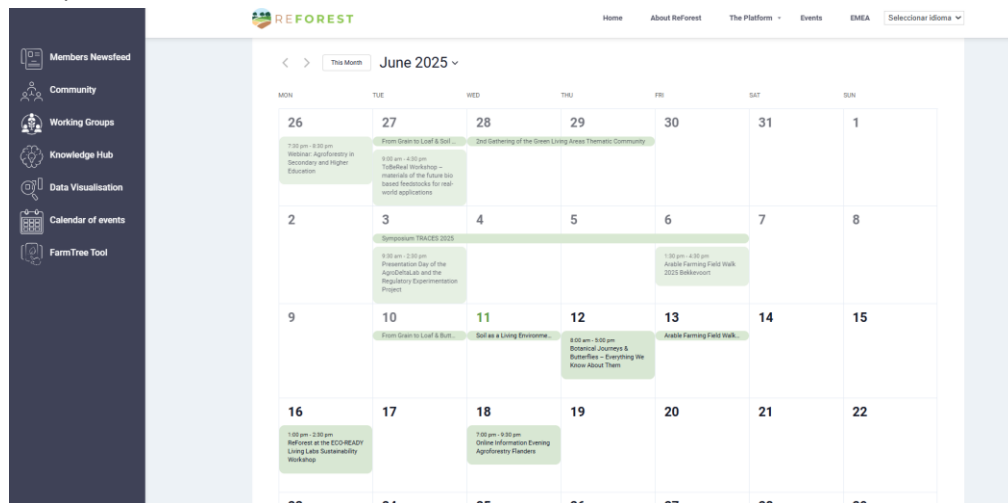 REFOREST
Home About ReForest The Platform Events EMEA Seleccionar idioma
Members Newsfeed
Community
Working Groups
Knowledge Hub
Data Visualisation
Calendar of events
FarmTree Tool
This Month June 2025
MON TUE WED THU FRI SAT SUN
26 27 28 29 30 31 1
7:00 pm - 8:00 pm
Webinar: Agroforestry in
Secondary and Higher
Education
From Grain to Loaf & Soil ...
9:00 am - 4:30 pm
ToBeReal Workshop –
materials of the future bio
based feedstocks for real-
world applications
2nd Gathering of the Green Living Areas Thematic Community
2 3 4 5 6 7 8
Symposium TRACES 2025
9:30 am - 2:30 pm
Presentation Day of the
AgroDeltaLab and the
Regulatory Experimentation
Project
1:30 pm - 4:30 pm
Arable Farming Field Walk
2025 Bekkevoort
9 10 11 12 13 14 15
From Grain to Loaf & Butt...
Soil as a Living Environme...
8:00 am - 5:00 pm
Botanical Journeys &
Butterflies – Everything We
Know About Them
Arable Farming Field Walk...
16 17 18 19 20 21 22
1:00 pm - 2:30 pm
ReForest at the ECO-READY
Living Labs Sustainability
Workshop
7:00 pm - 9:30 pm
Online Information Evening
Agroforestry Flanders